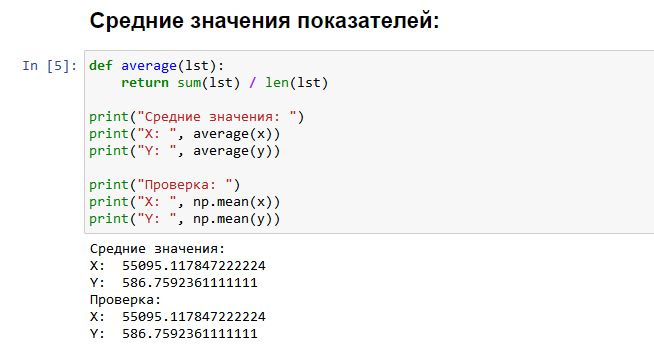 Средние значения показателей:
In [5]: def average(lst):
    return sum(lst) / len(lst)
print("Средние значения: ")
print("X: ", average(x))
print("Y: ", average(y))
print("Проверка: ")
print("X: ", np.mean(x))
print("Y: ", np.mean(y))
Средние значения:
X:  55095.117847222224
Y:  586.7592361111111
Проверка:
X:  55095.117847222224
Y:  586.7592361111111